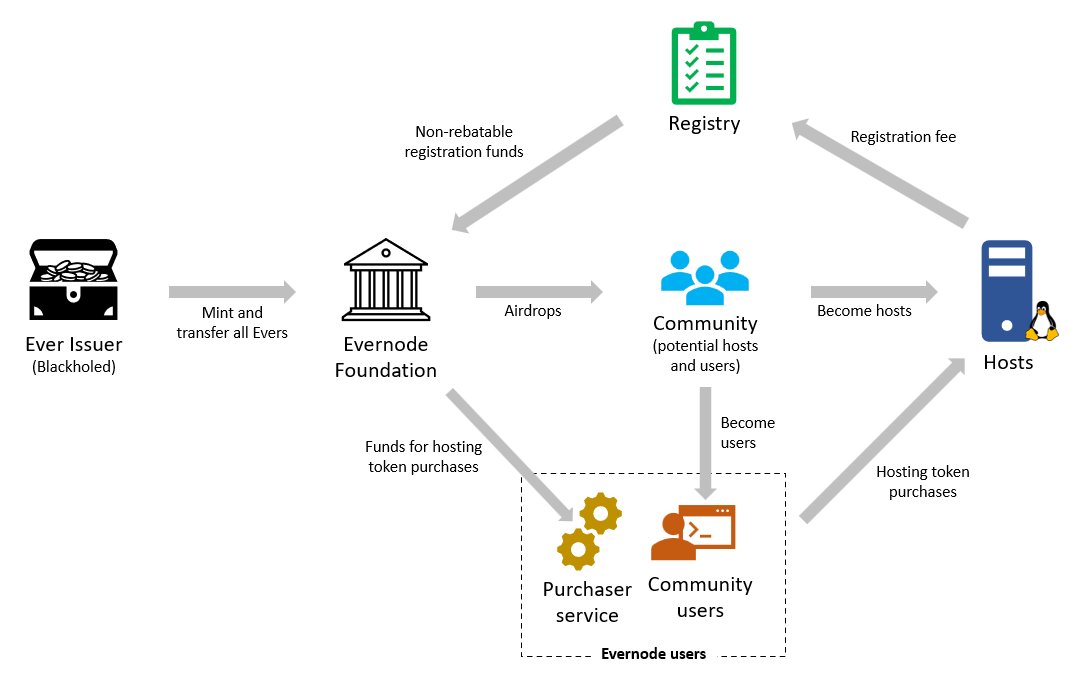 Registry
Non-rebatable
registration funds
Registration fee
Mint and
transfer all Evers
Airdrops
Become hosts
Ever Issuer
(Blackholed)
Evernode
Foundation
Community
(potential hosts
and users)
Hosts
Funds for hosting
token purchases
Become
users
Hosting token
purchases
Purchaser
service
Community
users
Evernode users